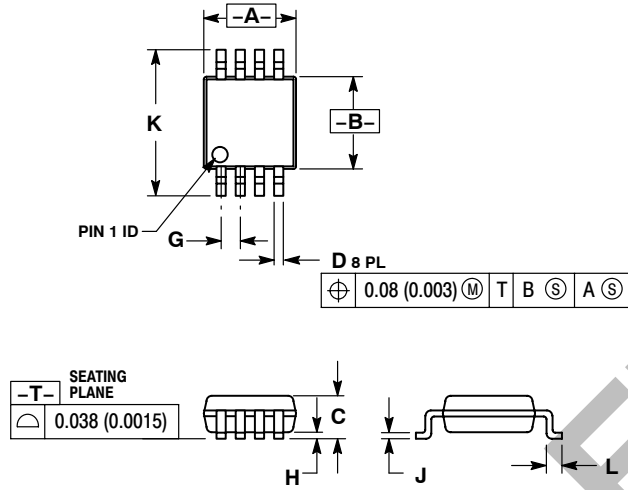 –A–
K
–B–
PIN 1 ID
G
D 8 PL
⌖ 0.08 (0.003) Ⓜ T B Ⓢ A Ⓢ
–T– SEATING PLANE
⌓ 0.038 (0.0015)
C
H
J
L